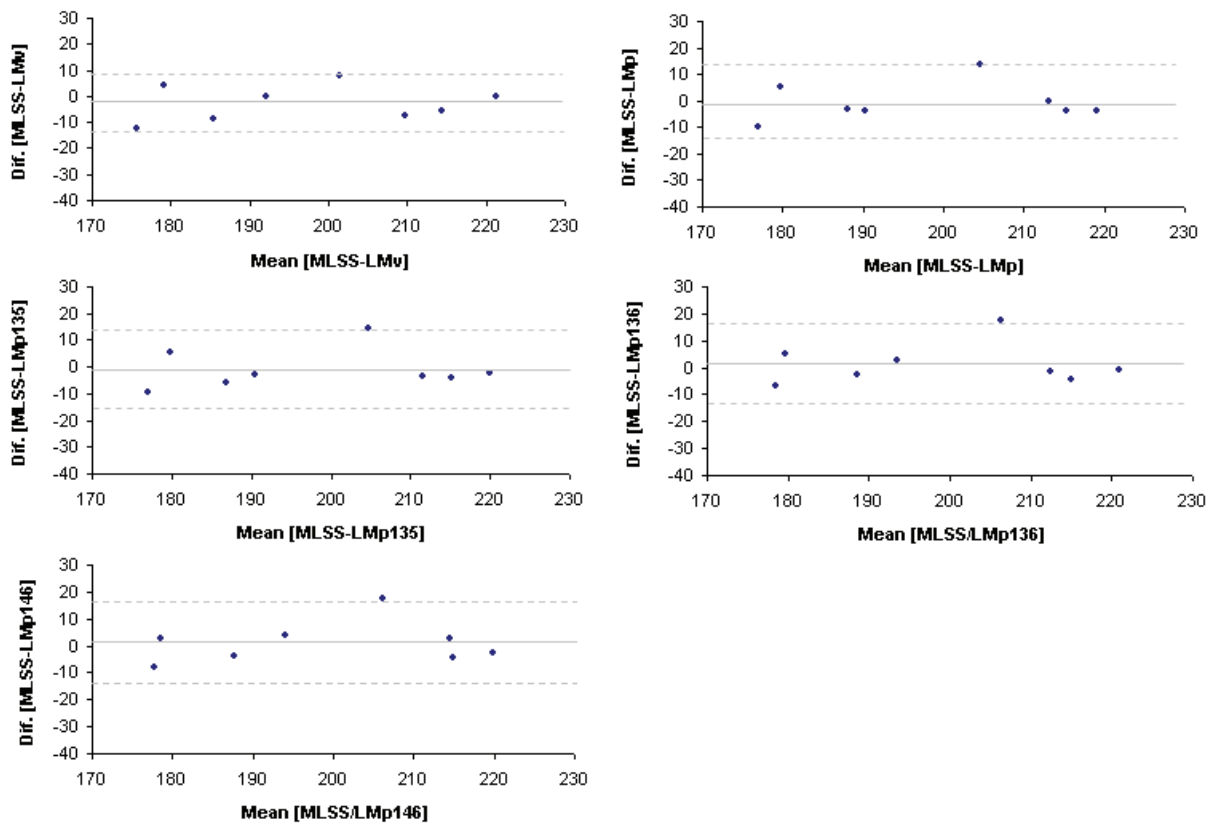 Dif. [MLSS-LMv]
30
20
10
0
-10
-20
-30
-40
170 180 190 200 210 220 230
Mean [MLSS-LMv]
Dif. [MLSS-LMp]
30
20
10
0
-10
-20
-30
-40
170 180 190 200 210 220 230
Mean [MLSS-LMp]
Dif. [MLSS-LMp135]
30
20
10
0
-10
-20
-30
-40
170 180 190 200 210 220 230
Mean [MLSS-LMp135]
Dif. [MLSS-LMp136]
30
20
10
0
-10
-20
-30
-40
170 180 190 200 210 220 230
Mean [MLSS/LMp136]
Dif. [MLSS-LMp146]
30
20
10
0
-10
-20
-30
-40
170 180 190 200 210 220 230
Mean [MLSS/LMp146]